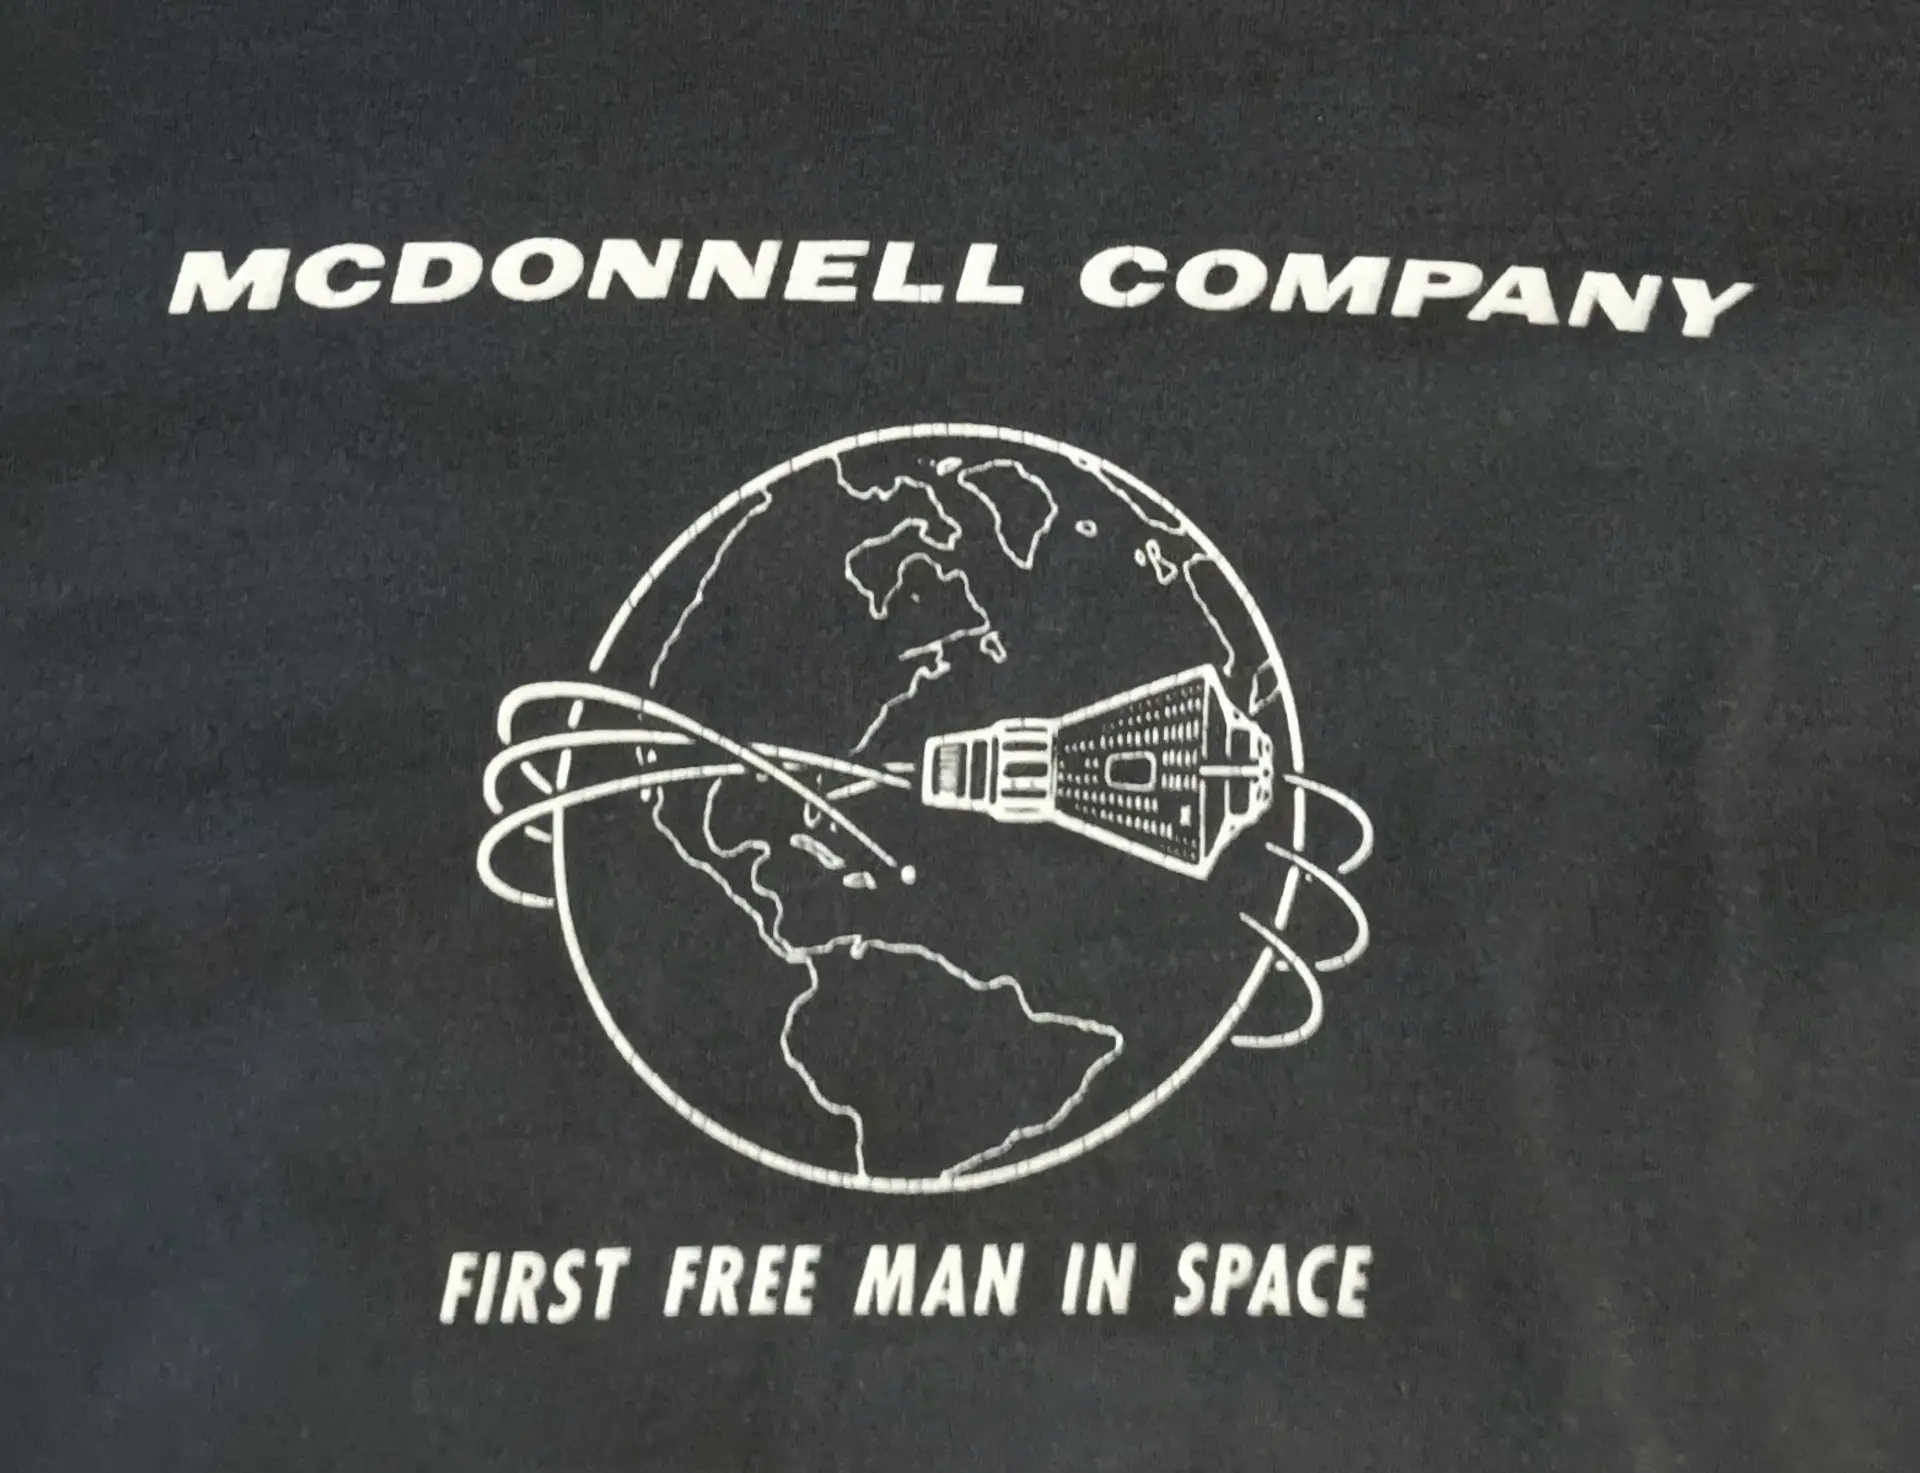 MCDONNELL COMPANY
FIRST FREE MAN IN SPACE